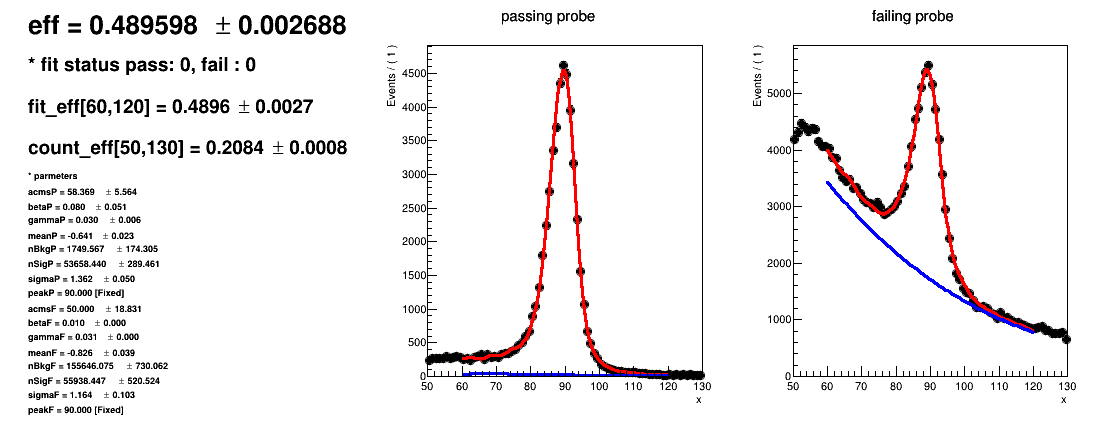 eff = 0.489598 ± 0.002688
* fit status pass: 0, fail : 0
fit_eff[60,120] = 0.4896 ± 0.0027
count_eff[50,130] = 0.2084 ± 0.0008
* parmeters
acmsP = 58.369 ± 5.564
betaP = 0.080 ± 0.051
gammaP = 0.030 ± 0.006
meanP = -0.641 ± 0.023
nBkgP = 1749.567 ± 174.305
nSigP = 53658.440 ± 289.461
sigmaP = 1.362 ± 0.050
peakP = 90.000 [Fixed]
acmsF = 50.000 ± 18.831
betaF = 0.010 ± 0.000
gammaF = 0.031 ± 0.000
meanF = -0.826 ± 0.039
nBkgF = 155646.075 ± 730.062
nSigF = 55938.447 ± 520.524
sigmaF = 1.164 ± 0.103
peakF = 90.000 [Fixed]
passing probe
Events / ( 1 )
4500
4000
3500
3000
2500
2000
1500
1000
500
0
50 60 70 80 90 100 110 120 130
x
failing probe
Events / ( 1 )
5000
4000
3000
2000
1000
0
50 60 70 80 90 100 110 120 130
x